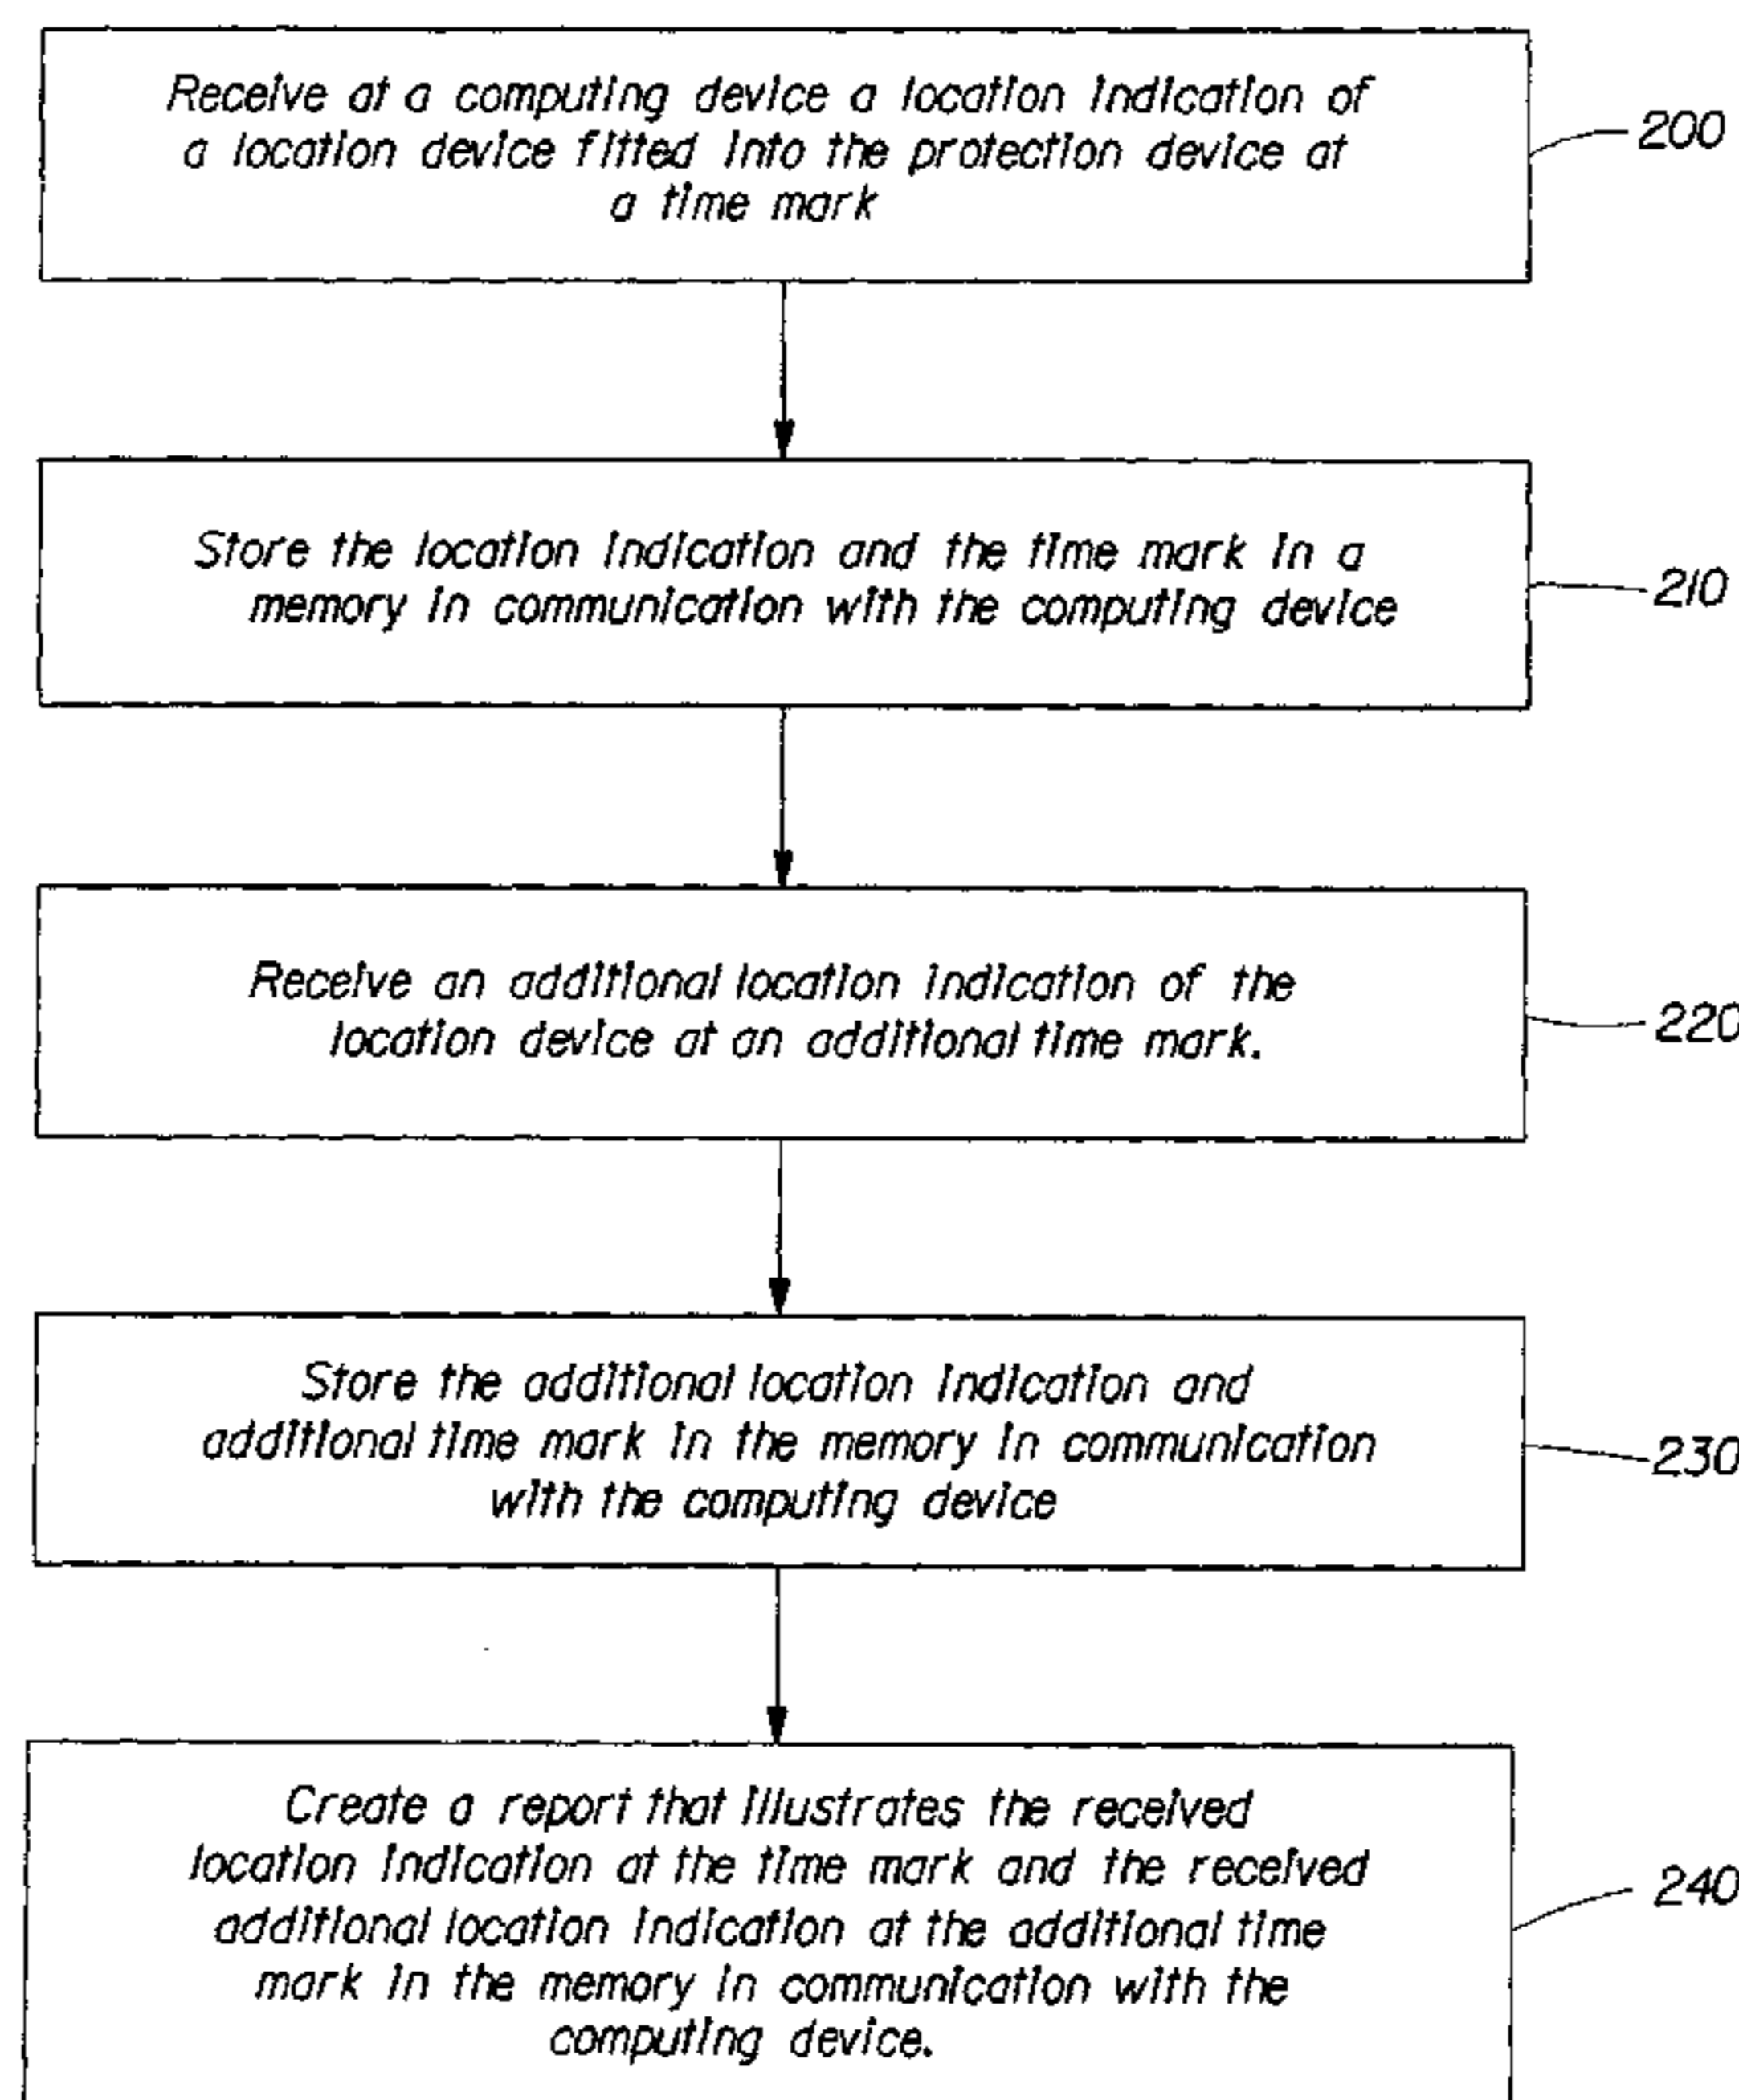 Receive at a computing device a location indication of
a location device fitted into the protection device at
a time mark
200
Store the location indication and the time mark in a
memory in communication with the computing device
210
Receive an additional location indication of the
location device at an additional time mark.
220
Store the additional location indication and
additional time mark in the memory in communication
with the computing device
230
Create a report that illustrates the received
location indication at the time mark and the received
additional location indication at the additional time
mark in the memory in communication with the
computing device.
240